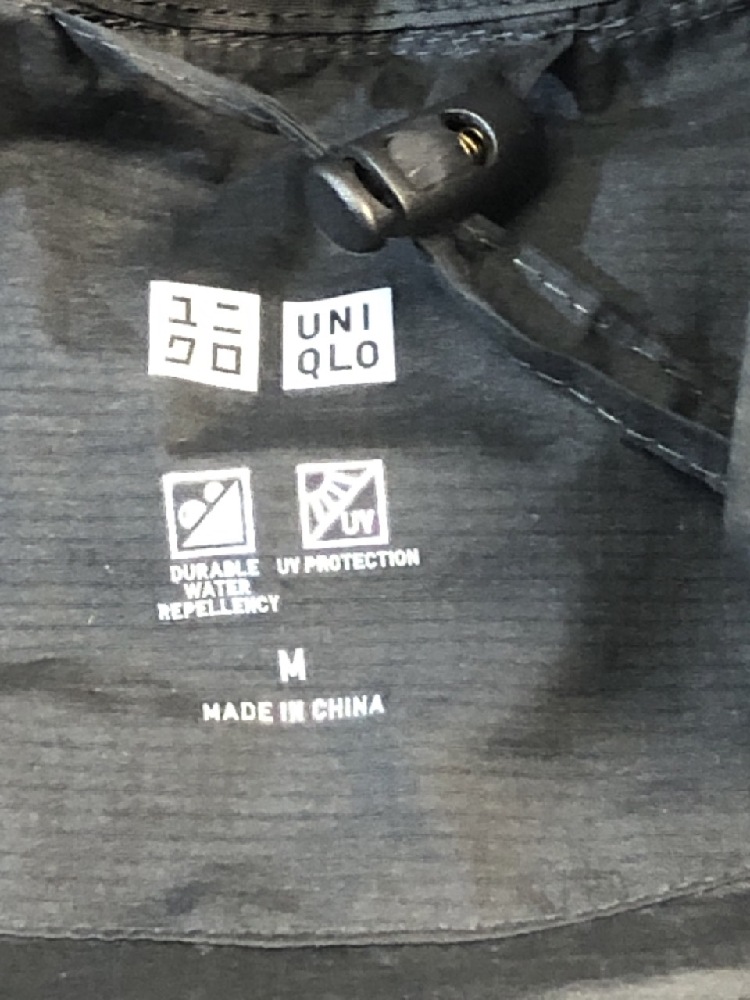 ユニ
クロ
UNI
QLO
UV
DURABLE
WATER
REPELLENCY
UV PROTECTION
M
MADE IN CHINA